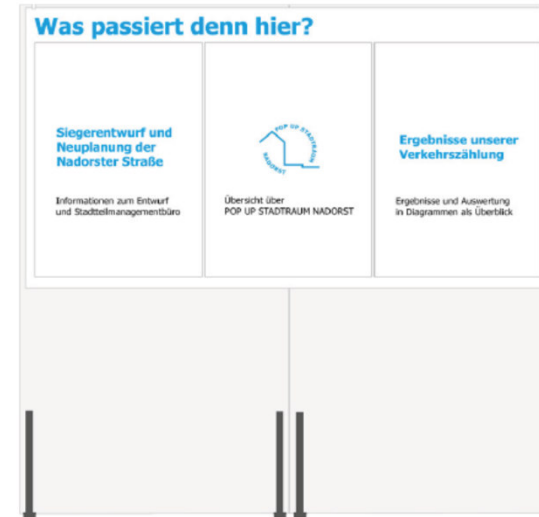 Was passiert denn hier?
Siegerentwurf und
Neuplanung der
Nadorster Straße
Informationen zum Entwurf
und Stadtteilmanagementbüro
POP UP STADTRAUM
NADORST
Übersicht über
POP UP STADTRAUM NADORST
Ergebnisse unserer
Verkehrszählung
Ergebnisse und Auswertung
in Diagrammen als Überblick